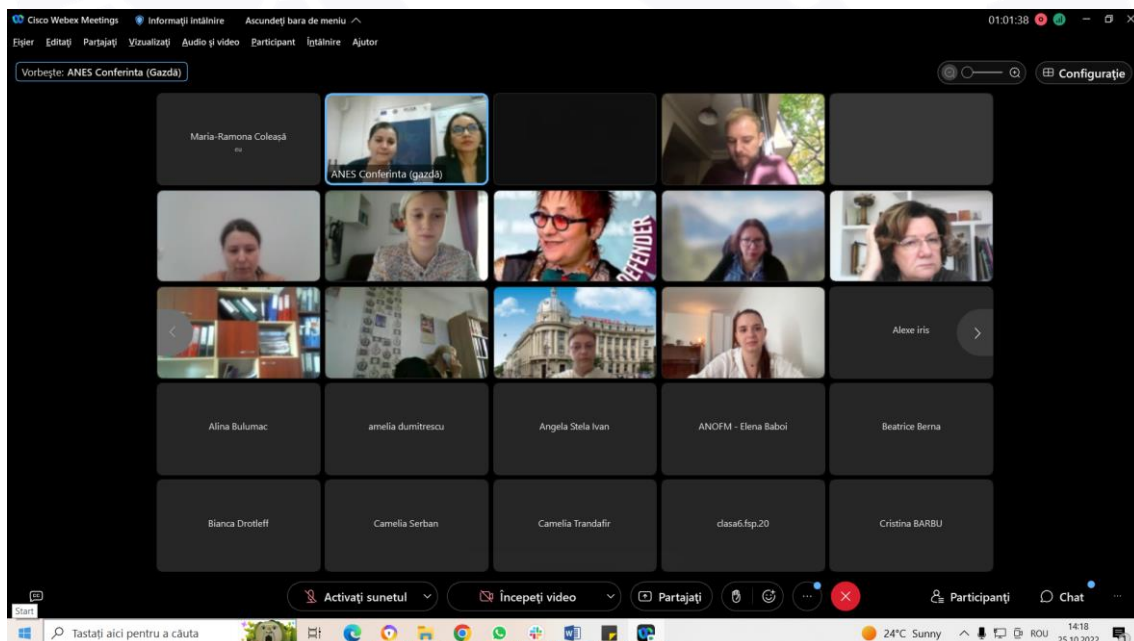 Cisco Webex Meetings Informații întâlnire Ascundeți bara de meniu 01:01:38
Fișier Editați Partajați Vizualizați Audio și video Participant Întâlnire Ajutor
Vorbește: ANES Conferinta (Gazdă) Configurație
Maria-Ramona Coleașă
eu
ANES Conferinta (gazdă)
DEFENDER
Alexe iris
Alina Bulumac amelia dumitrescu Angela Stela Ivan ANOFM - Elena Baboi Beatrice Berna
Bianca Drotleff Camelia Serban Camelia Trandafir clasa6.fsp.20 Cristina BARBU
Activați sunetul Începeți video Partajați Participanți Chat
Start
Tastați aici pentru a căuta 24°C Sunny ROU 14:18
25.10.2022